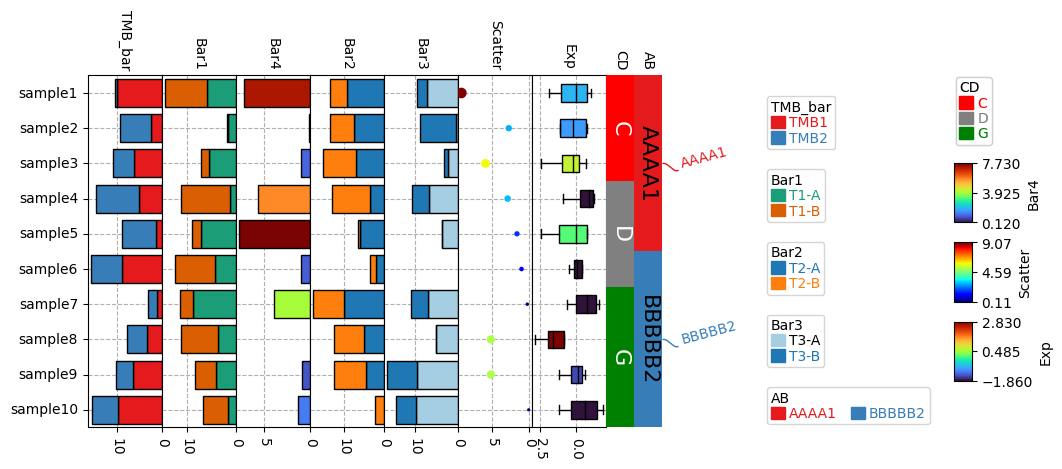 TMB_bar
Bar1
Bar4
Bar2
Bar3
Scatter
Exp
CD
AB
sample1
sample2
sample3
sample4
sample5
sample6
sample7
sample8
sample9
sample10
10
0
10
0
5
0
10
0
10
0
5
0
2.5
0.0
C
D
G
AAAA1
BBBBB2
AAAA1
BBBBB2
TMB_bar
TMB1
TMB2
Bar1
T1-A
T1-B
Bar2
T2-A
T2-B
Bar3
T3-A
T3-B
AB
AAAA1 BBBBB2
CD
C
D
G
7.730
3.925
0.120
Bar4
9.07
4.59
0.11
Scatter
2.830
0.485
−1.860
Exp